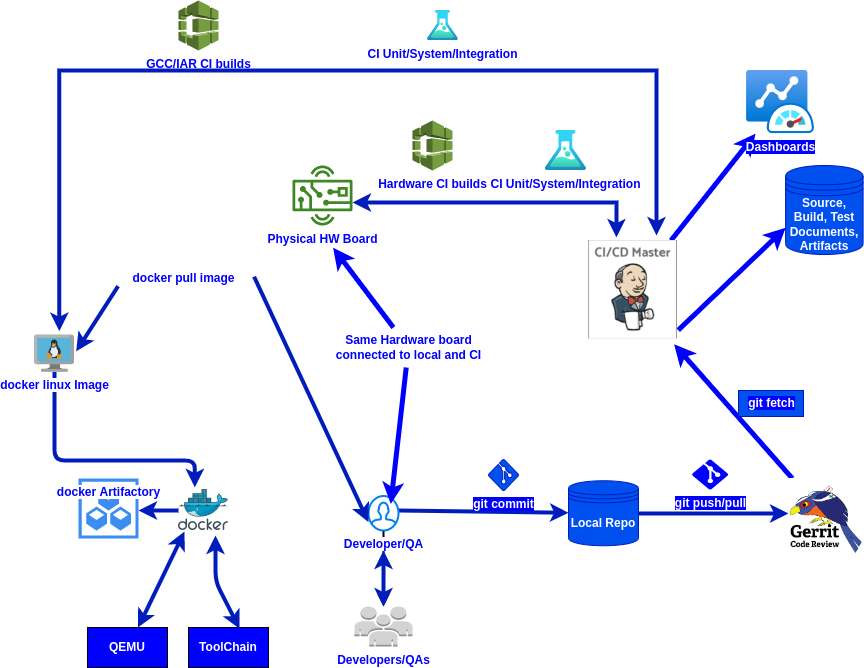 CI Unit/System/Integration
GCC/IAR CI builds
Dashboards
Hardware CI builds CI Unit/System/Integration
Source,
Build, Test
Documents,
Artifacts
Physical HW Board
CI/CD Master
docker pull image
Same Hardware board
connected to local and CI
docker linux Image
git fetch
docker Artifactory
docker
git commit
git push/pull
Local Repo
Gerrit
Code Review
Developer/QA
QEMU
ToolChain
Developers/QAs